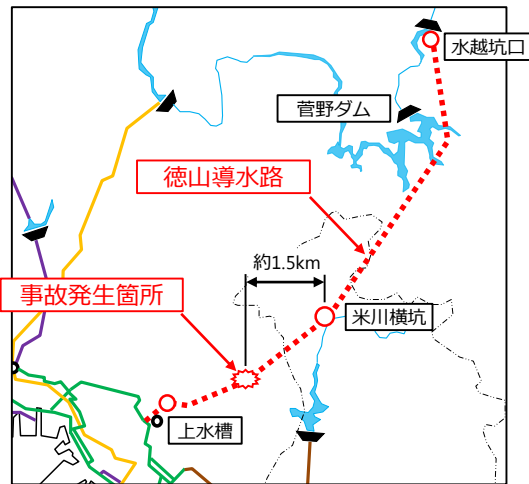 水越坑口
菅野ダム
徳山導水路
約1.5km
事故発生箇所
米川横坑
上水槽